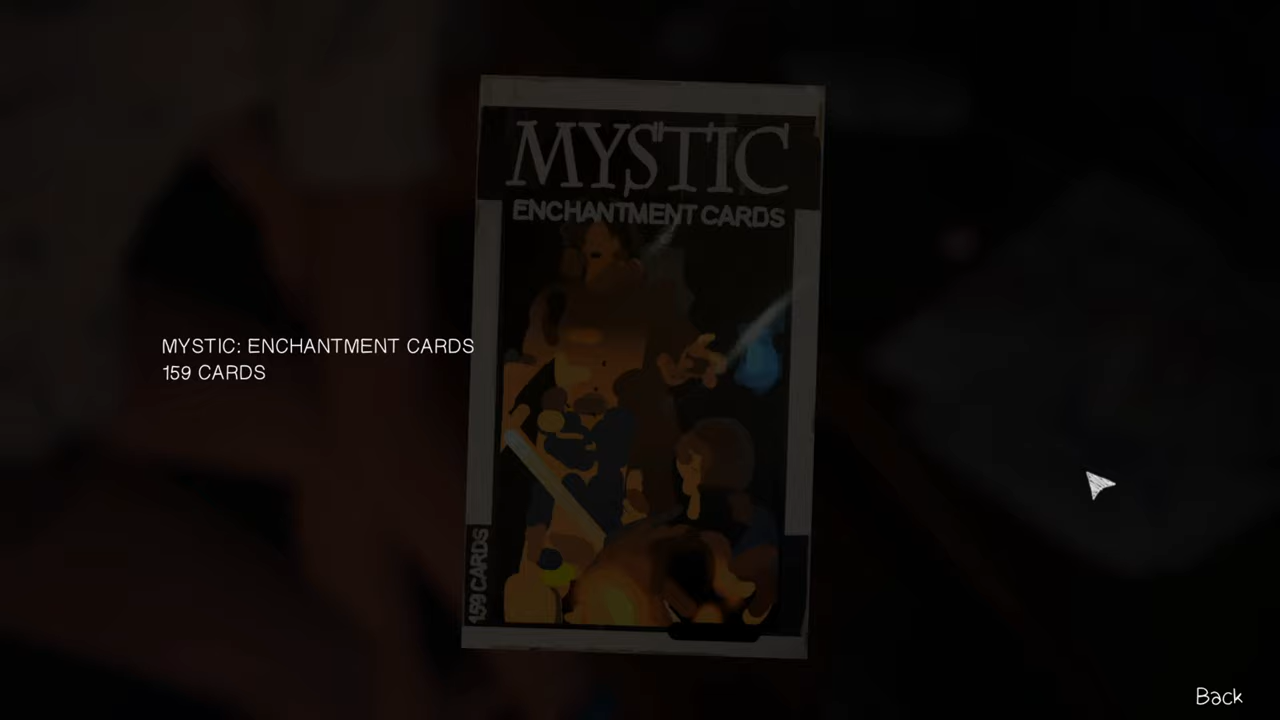 MYSTIC
ENCHANTMENT CARDS
MYSTIC: ENCHANTMENT CARDS
159 CARDS
159 CARDS
Back